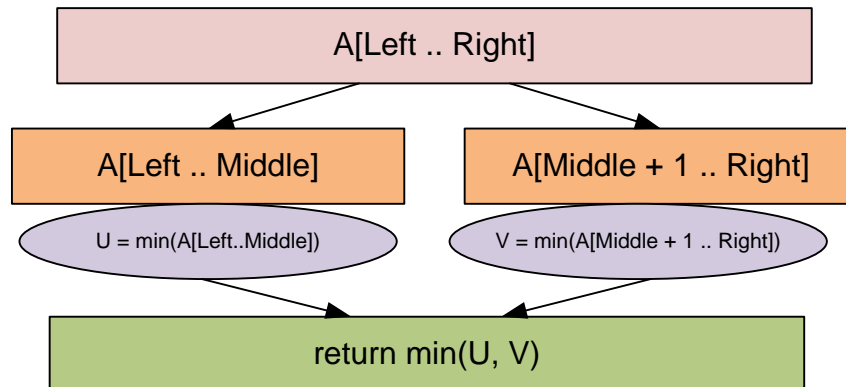 A[Left .. Right]
A[Left .. Middle]
A[Middle + 1 .. Right]
U = min(A[Left..Middle])
V = min(A[Middle + 1 .. Right])
return min(U, V)